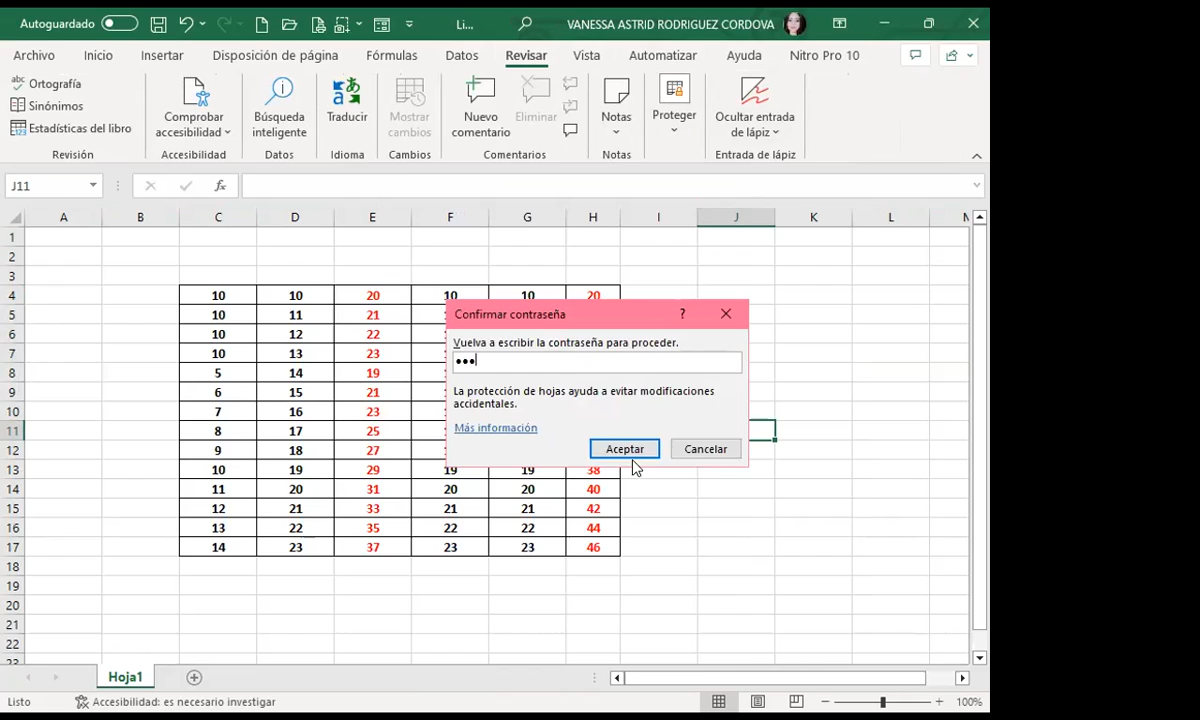 Autoguardado Li... VANESSA ASTRID RODRIGUEZ CORDOVA
Archivo Inicio Insertar Disposición de página Fórmulas Datos Revisar Vista Automatizar Ayuda Nitro Pro 10
abc Ortografía
Sinónimos
Estadísticas del libro
Revisión
Comprobar
accesibilidad
Accesibilidad
Búsqueda
inteligente
Datos
Traducir
Idioma
Mostrar
cambios
Cambios
Nuevo
comentario
Eliminar
Comentarios
Notas
Notas
Proteger
Ocultar entrada
de lápiz
Entrada de lápiz
J11 fx
A B C D E F G H I J K L M
1
2
3
4 10 10 20 10 10 20
5 10 11 21
6 10 12 22
7 10 13 23
8 5 14 19
9 6 15 21
10 7 16 23
11 8 17 25
12 9 18 27
13 10 19 29 19 19 38
14 11 20 31 20 20 40
15 12 21 33 21 21 42
16 13 22 35 22 22 44
17 14 23 37 23 23 46
18
19
20
21
22
23
Confirmar contraseña ?
Vuelva a escribir la contraseña para proceder.
•••
La protección de hojas ayuda a evitar modificaciones
accidentales.
Más información
Aceptar Cancelar
Hoja1
Listo Accesibilidad: es necesario investigar 100%